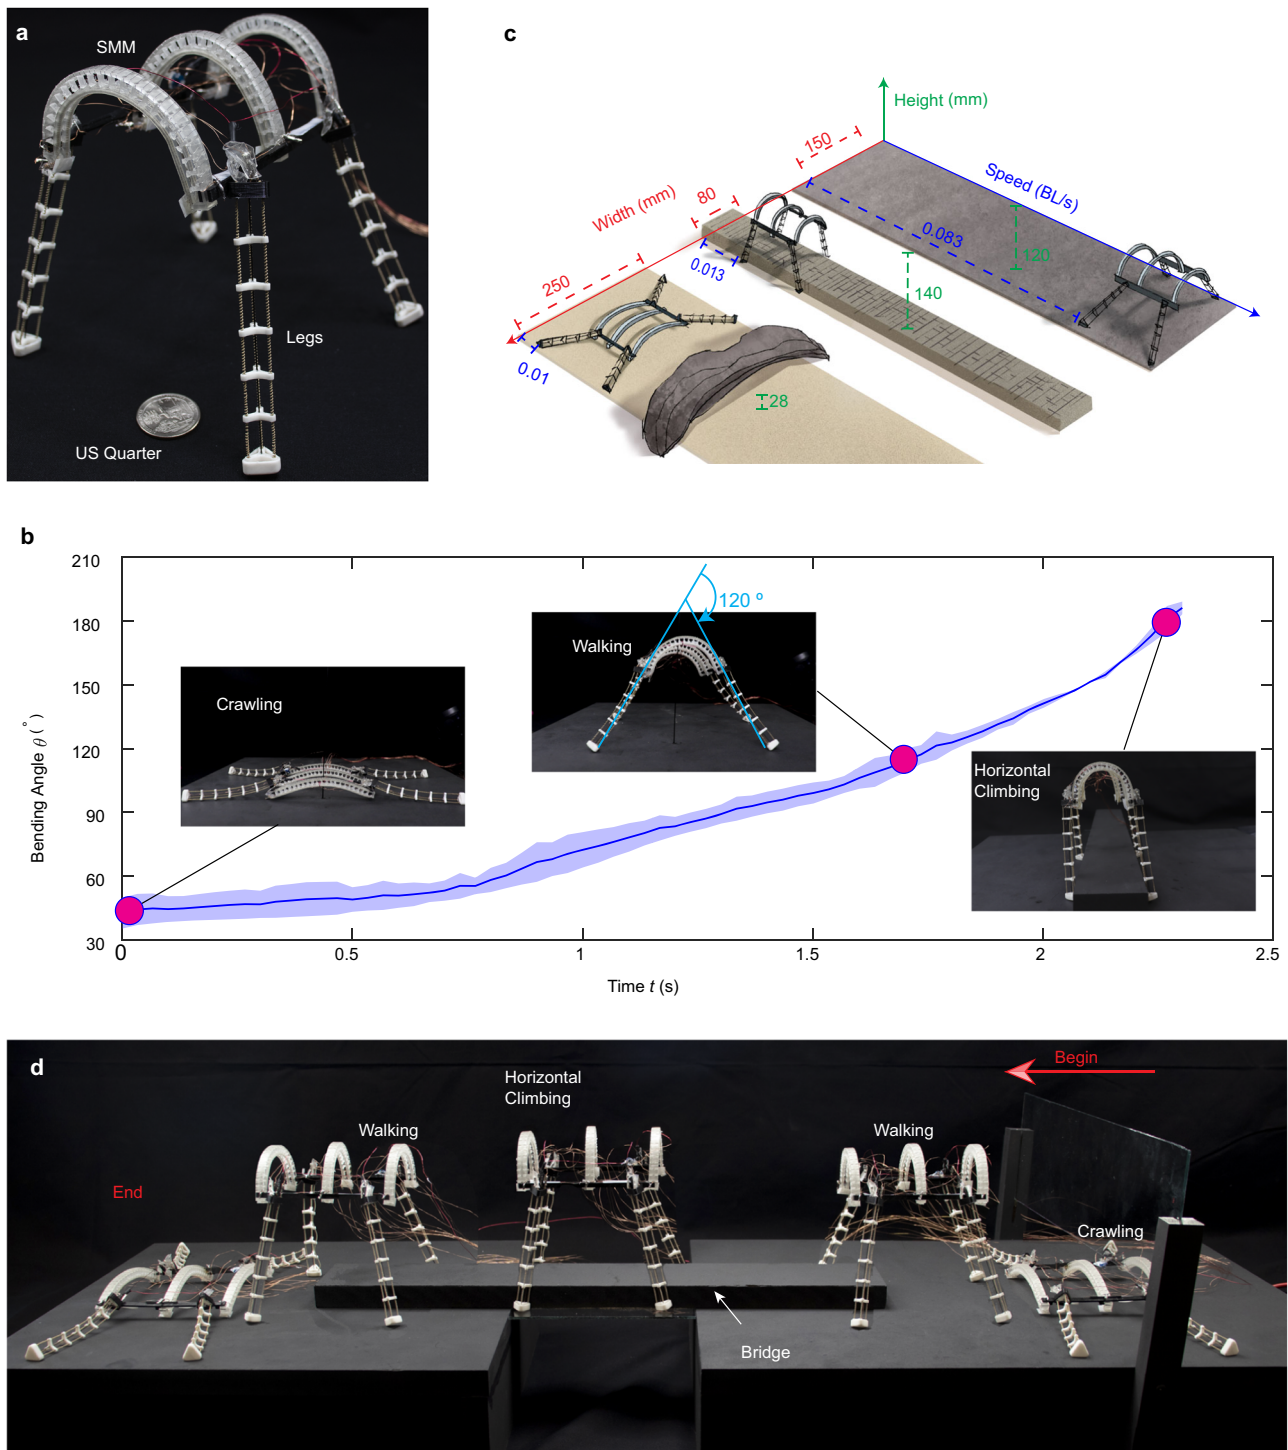 a
SMM
Legs
US Quarter
c
Height (mm)
150
Speed (BL/s)
Width (mm)
80
0.083
120
0.013
140
250
0.01
28
b
210
180
150
120
90
60
30
Bending Angle θ (°)
120 º
Walking
Crawling
Horizontal
Climbing
0
0.5
1
1.5
2
2.5
Time t (s)
d
Begin
Horizontal
Climbing
Walking
Walking
End
Crawling
Bridge